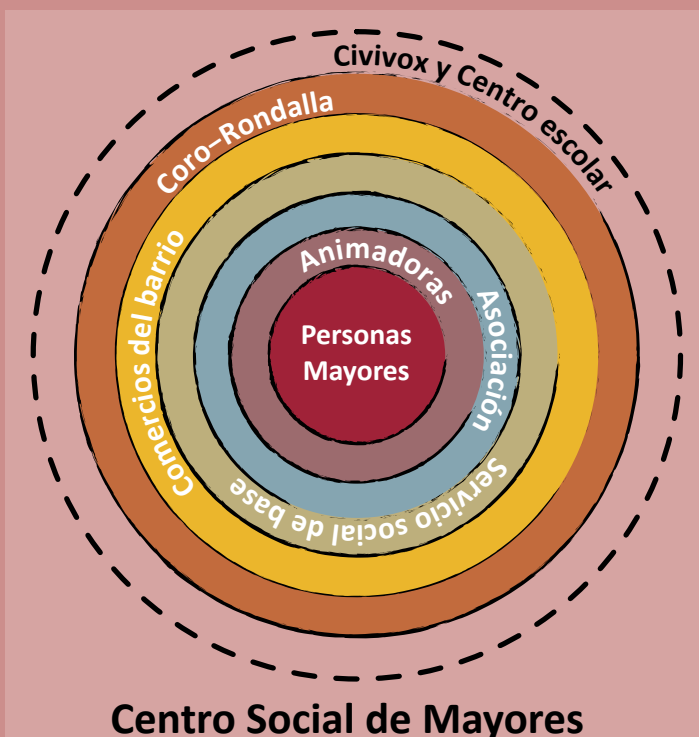 Civivox y Centro escolar
Coro–Rondalla
Comercios del barrio
Servicio social de base
Asociación
Animadoras
Personas
Mayores
Centro Social de Mayores